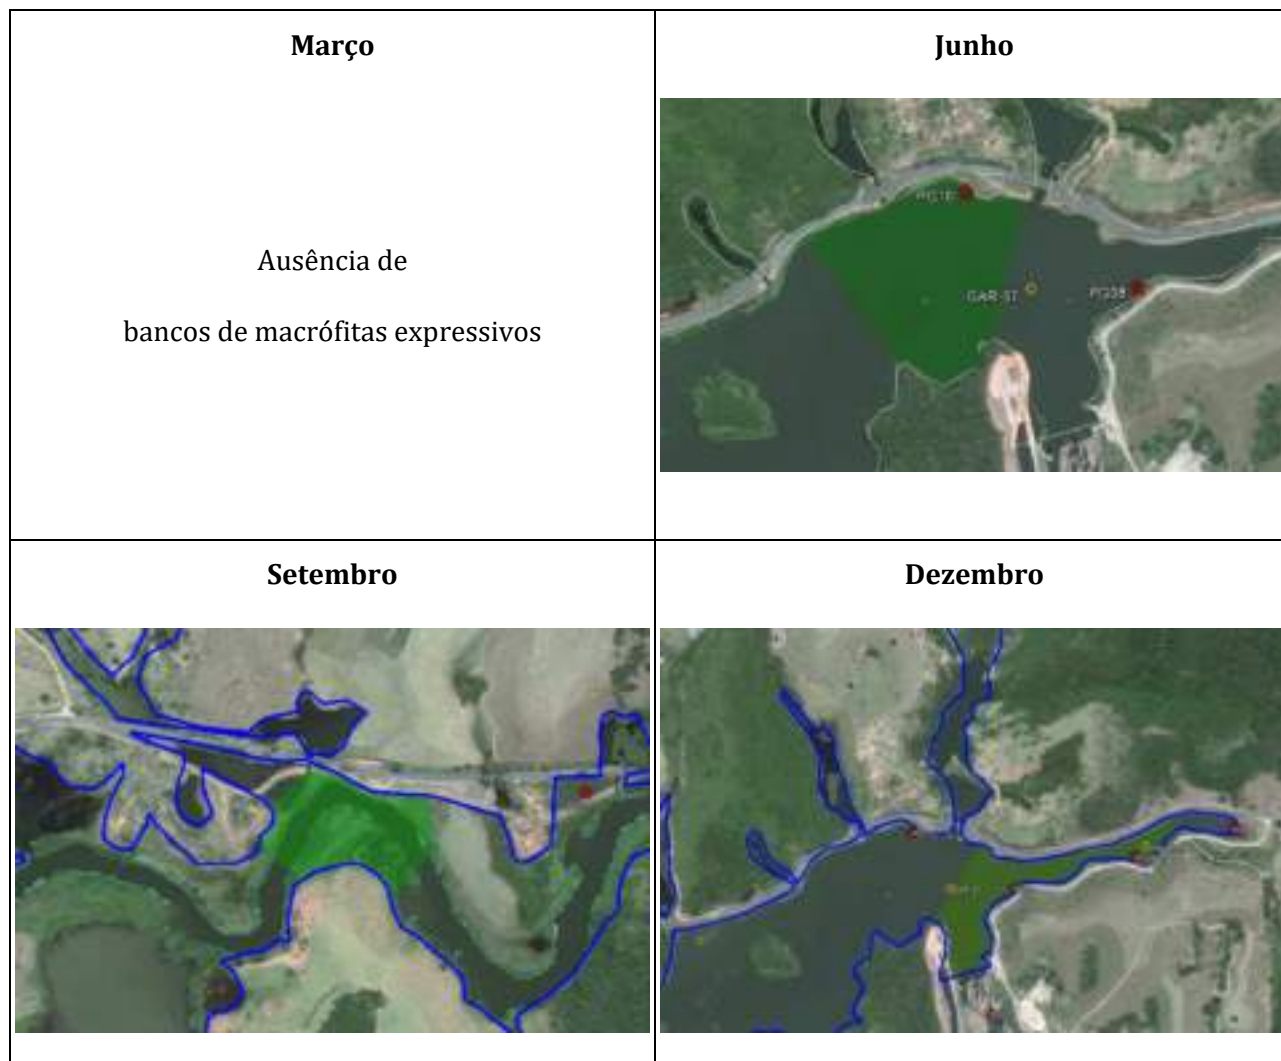 Março
Junho
Ausência de
bancos de macrófitas expressivos
Setembro
Dezembro